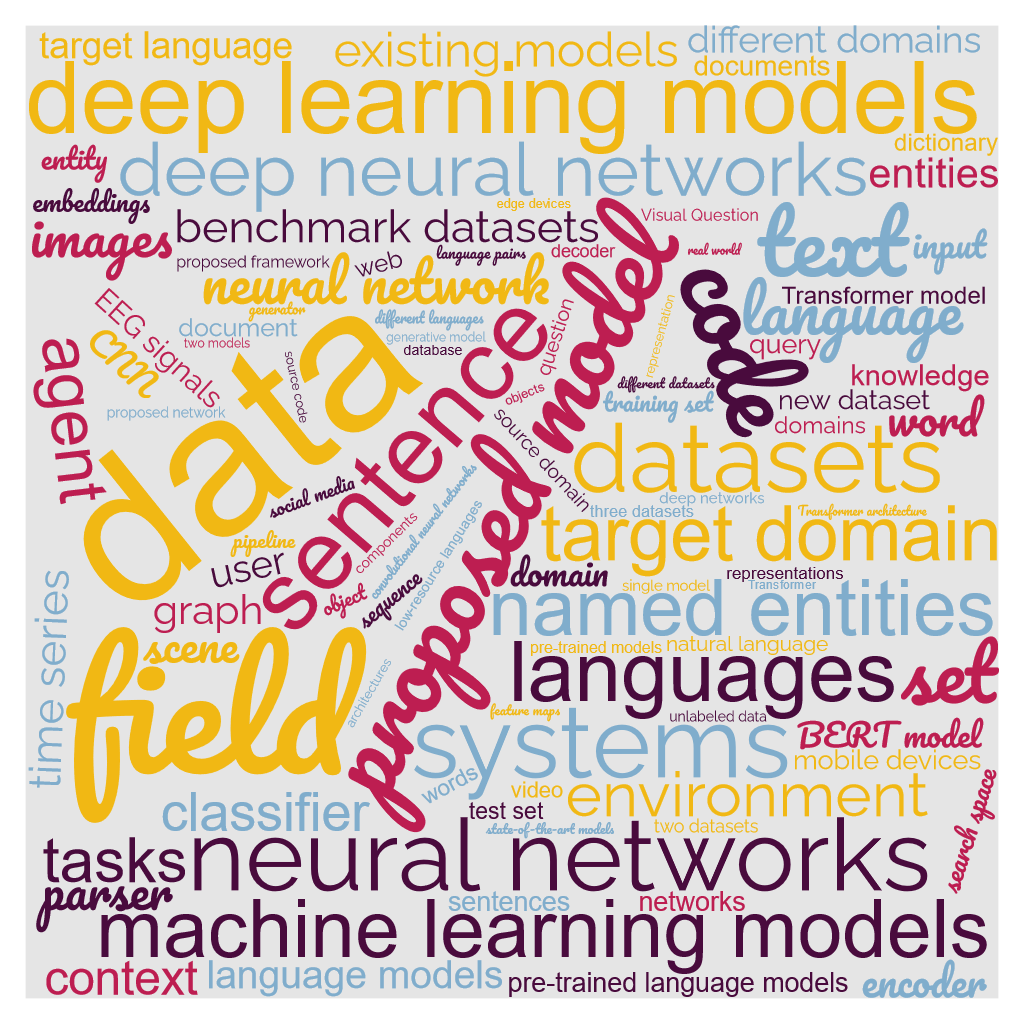 target language
existing models
different domains
documents
deep learning models
dictionary
entity
deep neural networks
entities
embeddings
edge devices
images
benchmark datasets
Visual Question
text
input
proposed framework
web
language pairs
decoder
real world
neural network
generator
document
two models
different languages
generative model
database
EEG signals
cnn
source code
proposed network
agent
data
sentence
proposed model
question
objects
representation
different datasets
training set
source domain
code
Transformer model
language
query
knowledge
new dataset
domains
word
datasets
deep networks
three datasets
Transformer architecture
target domain
social media
pipeline
user
components
convolutional neural networks
low-resource languages
graph
object
sequence
domain
single model
representations
Transformer
named entities
time series
scene
field
architectures
pre-trained models
natural language
languages
set
feature maps
unlabeled data
systems
BERT model
mobile devices
words
video
environment
classifier
test set
state-of-the-art models
two datasets
search space
tasks
neural networks
parser
sentences
networks
machine learning models
context
language models
pre-trained language models
encoder